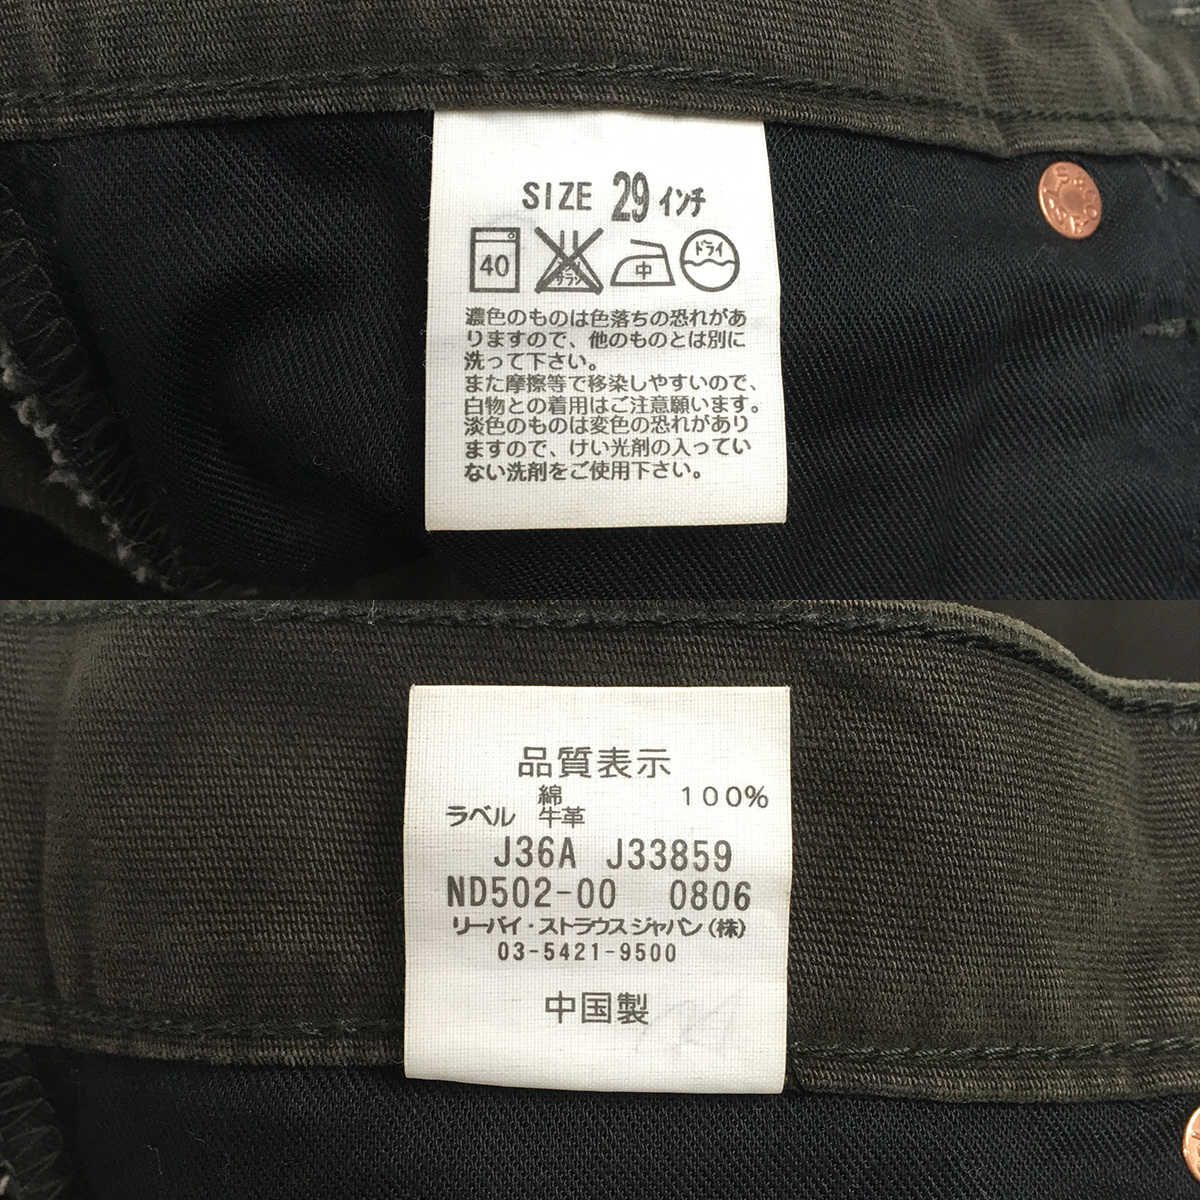 SIZE 29 インチ
40 エンソ サラシ 中 ドライ
濃色のものは色落ちの恐れがあ
りますので、他のものとは別に
洗って下さい。
また摩擦等で移染しやすいので、
白物との着用はご注意願います。
淡色のものは変色の恐れがあり
ますので、けい光剤の入ってい
ない洗剤をご使用下さい。
品質表示
綿 100%
ラベル 牛革
J36A J33859
ND502-00 0806
リーバイ・ストラウスジャパン(株)
03-5421-9500
中国製